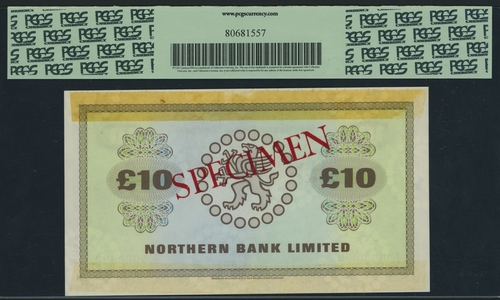 www.pcgscurrency.com
80681557
£10
SPECIMEN
£10
NORTHERN BANK LIMITED